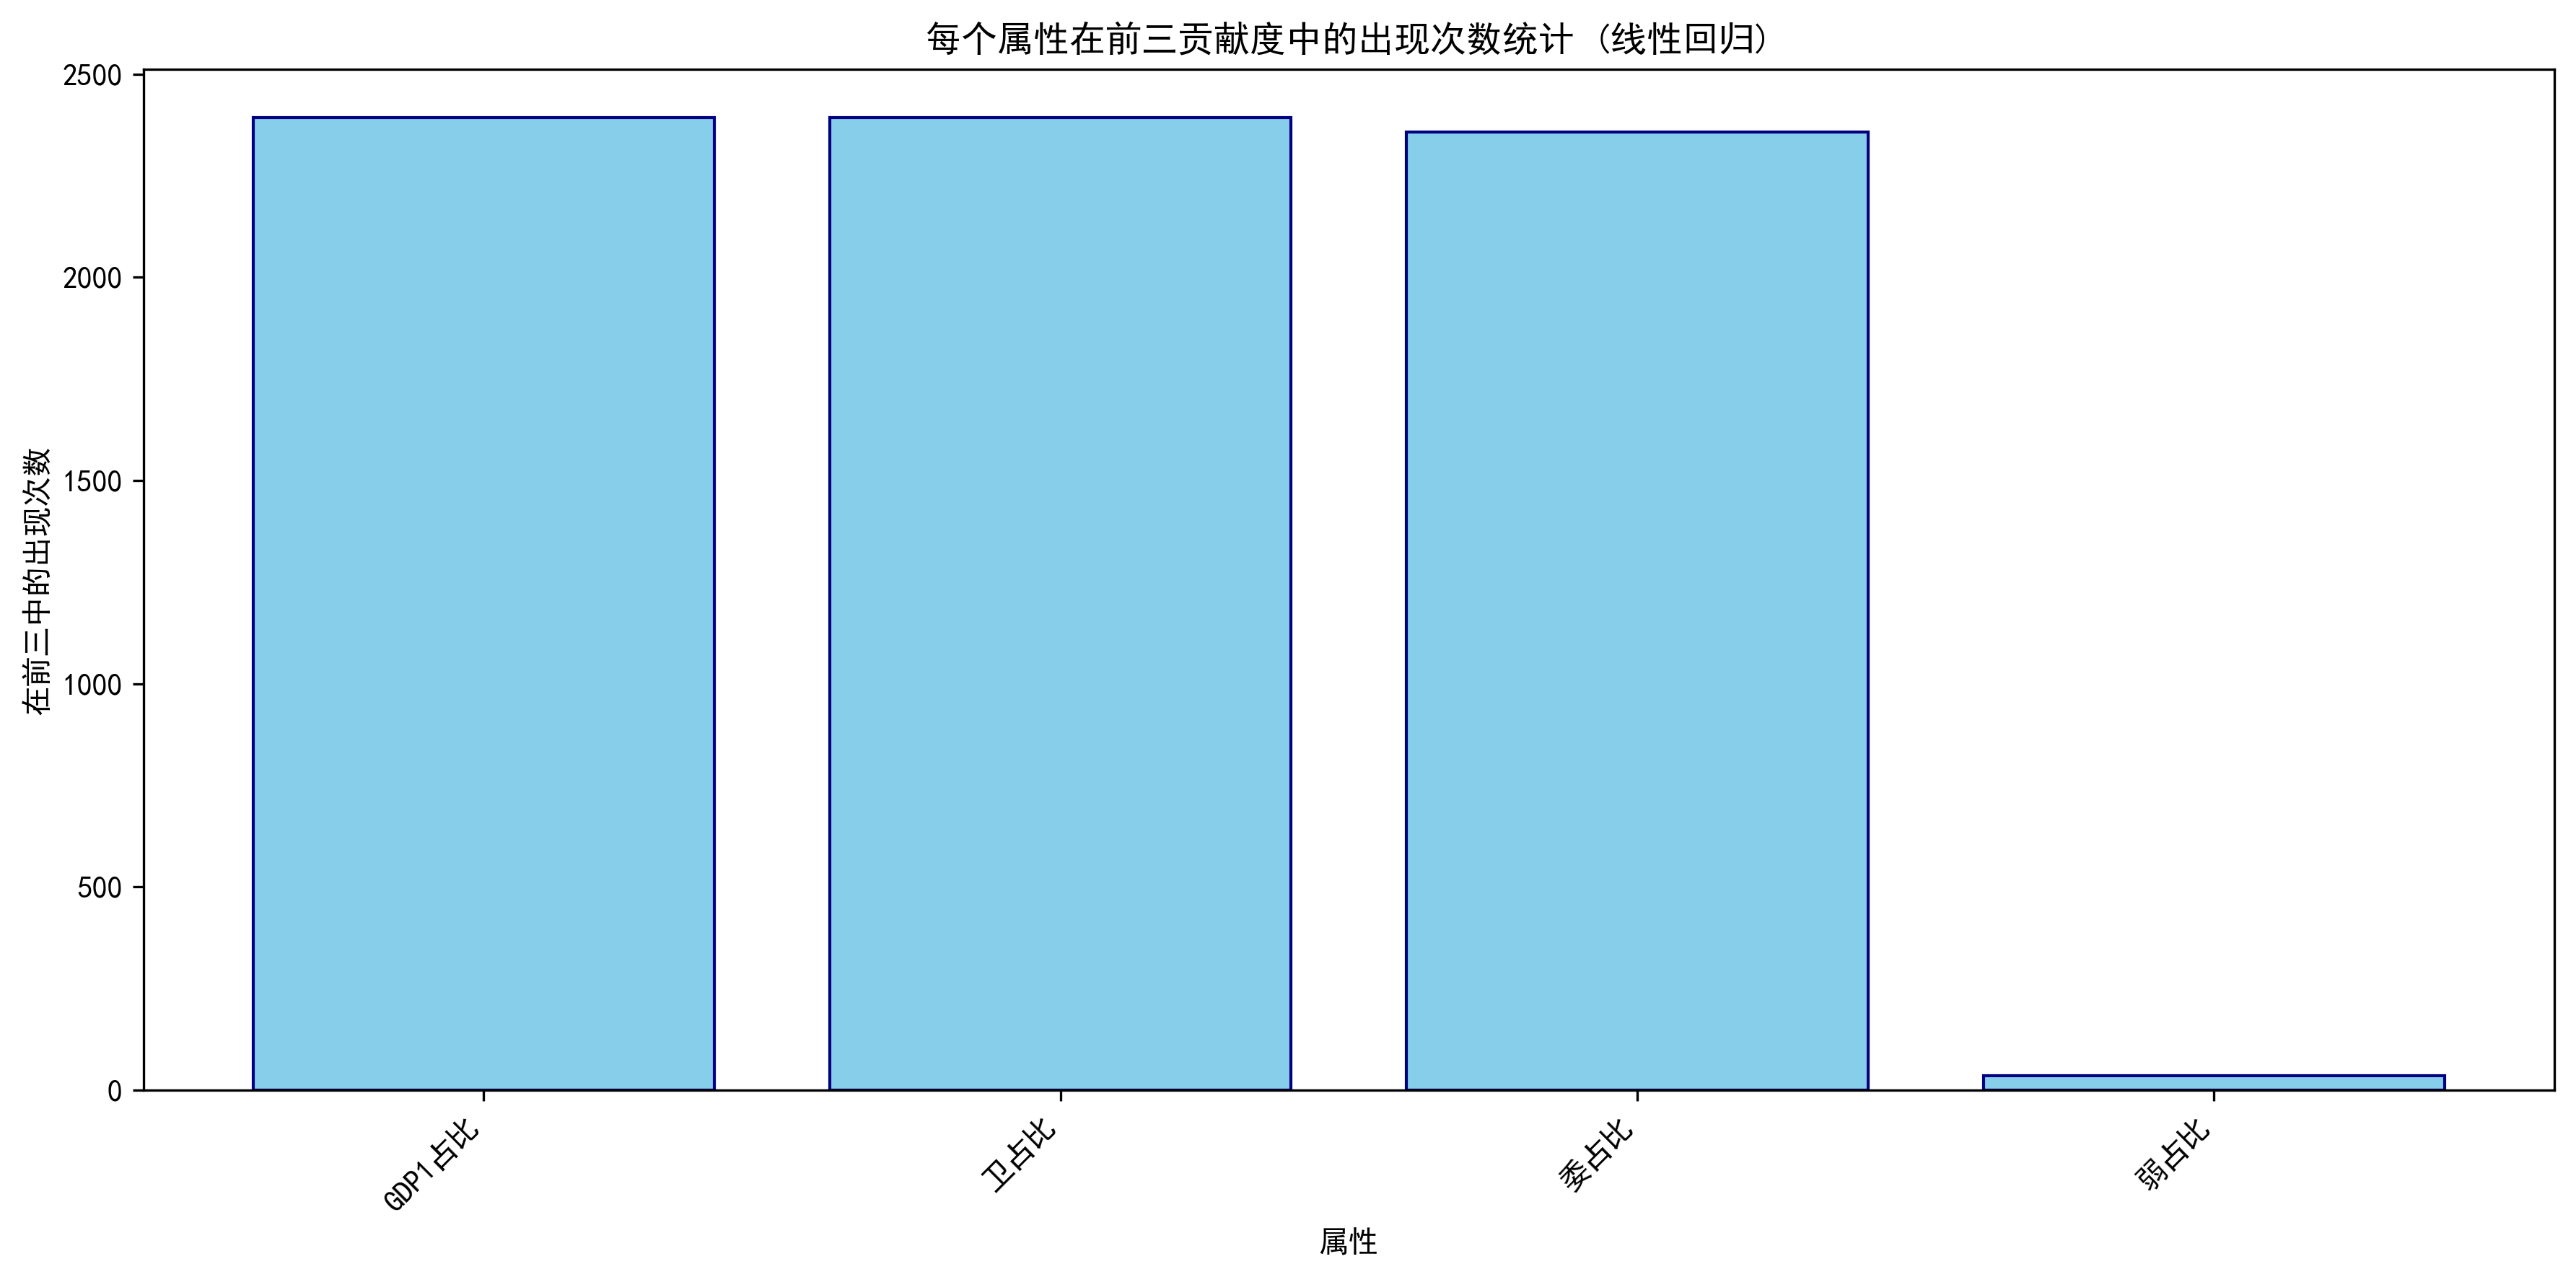 每个属性在前三贡献度中的出现次数统计 (线性回归)
在前三中的出现次数
2500
2000
1500
1000
500
0
GDP1占比
卫占比
委占比
弱占比
属性